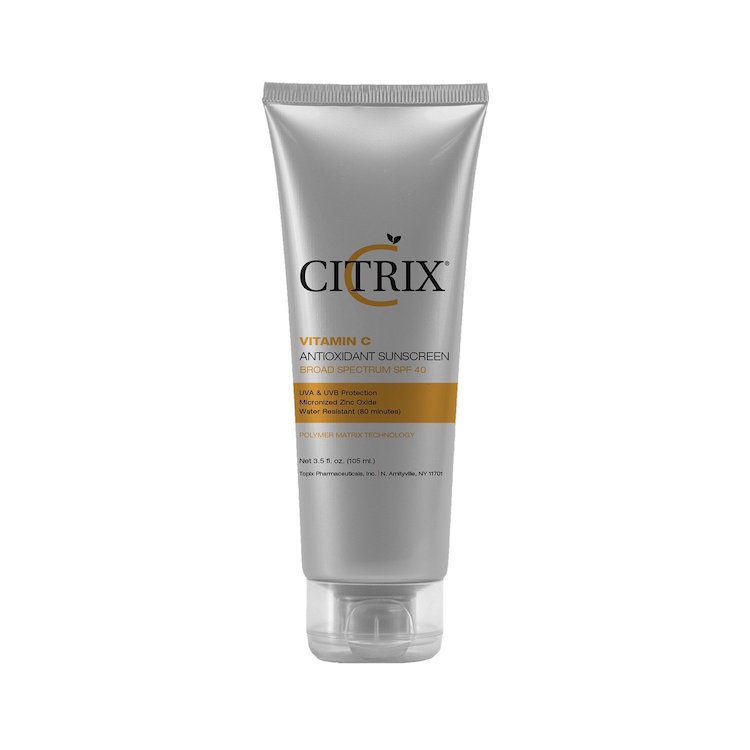 CITRIX®
VITAMIN C
ANTIOXIDANT SUNSCREEN
BROAD SPECTRUM SPF 40
UVA & UVB Protection
Micronized Zinc Oxide
Water Resistant (80 minutes)
POLYMER MATRIX TECHNOLOGY
Net 3.5 fl. oz. (105 ml.)
Topix Pharmaceuticals, Inc. | N. Amityville, NY 11701